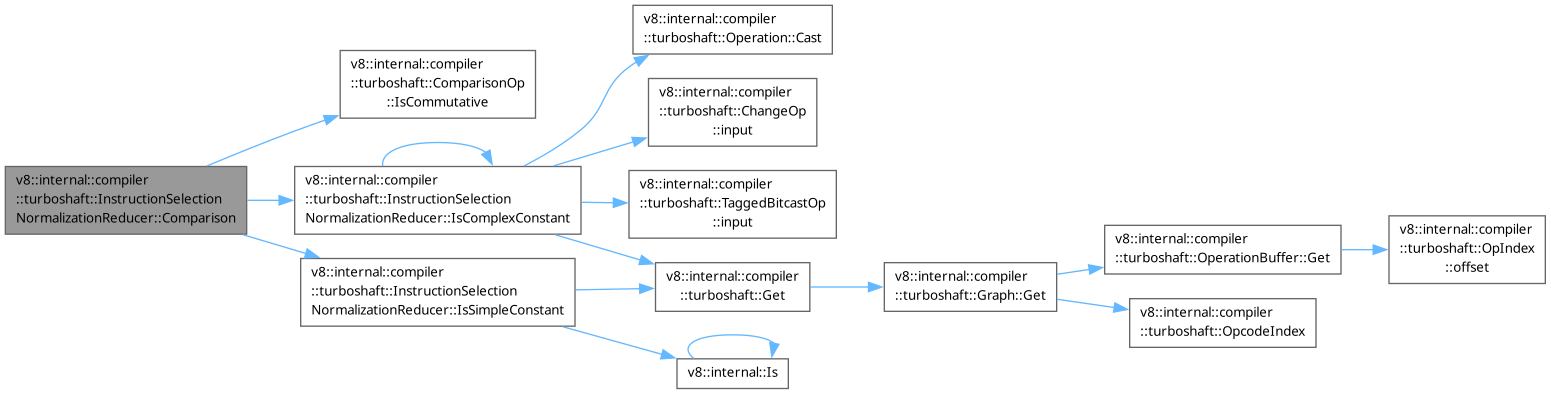 v8::internal::compiler
::turboshaft::InstructionSelection
NormalizationReducer::Comparison
v8::internal::compiler
::turboshaft::ComparisonOp
::IsCommutative
v8::internal::compiler
::turboshaft::InstructionSelection
NormalizationReducer::IsComplexConstant
v8::internal::compiler
::turboshaft::InstructionSelection
NormalizationReducer::IsSimpleConstant
v8::internal::compiler
::turboshaft::Operation::Cast
v8::internal::compiler
::turboshaft::ChangeOp
::input
v8::internal::compiler
::turboshaft::TaggedBitcastOp
::input
v8::internal::compiler
::turboshaft::Get
v8::internal::Is
v8::internal::compiler
::turboshaft::Graph::Get
v8::internal::compiler
::turboshaft::OperationBuffer::Get
v8::internal::compiler
::turboshaft::OpcodeIndex
v8::internal::compiler
::turboshaft::OpIndex
::offset